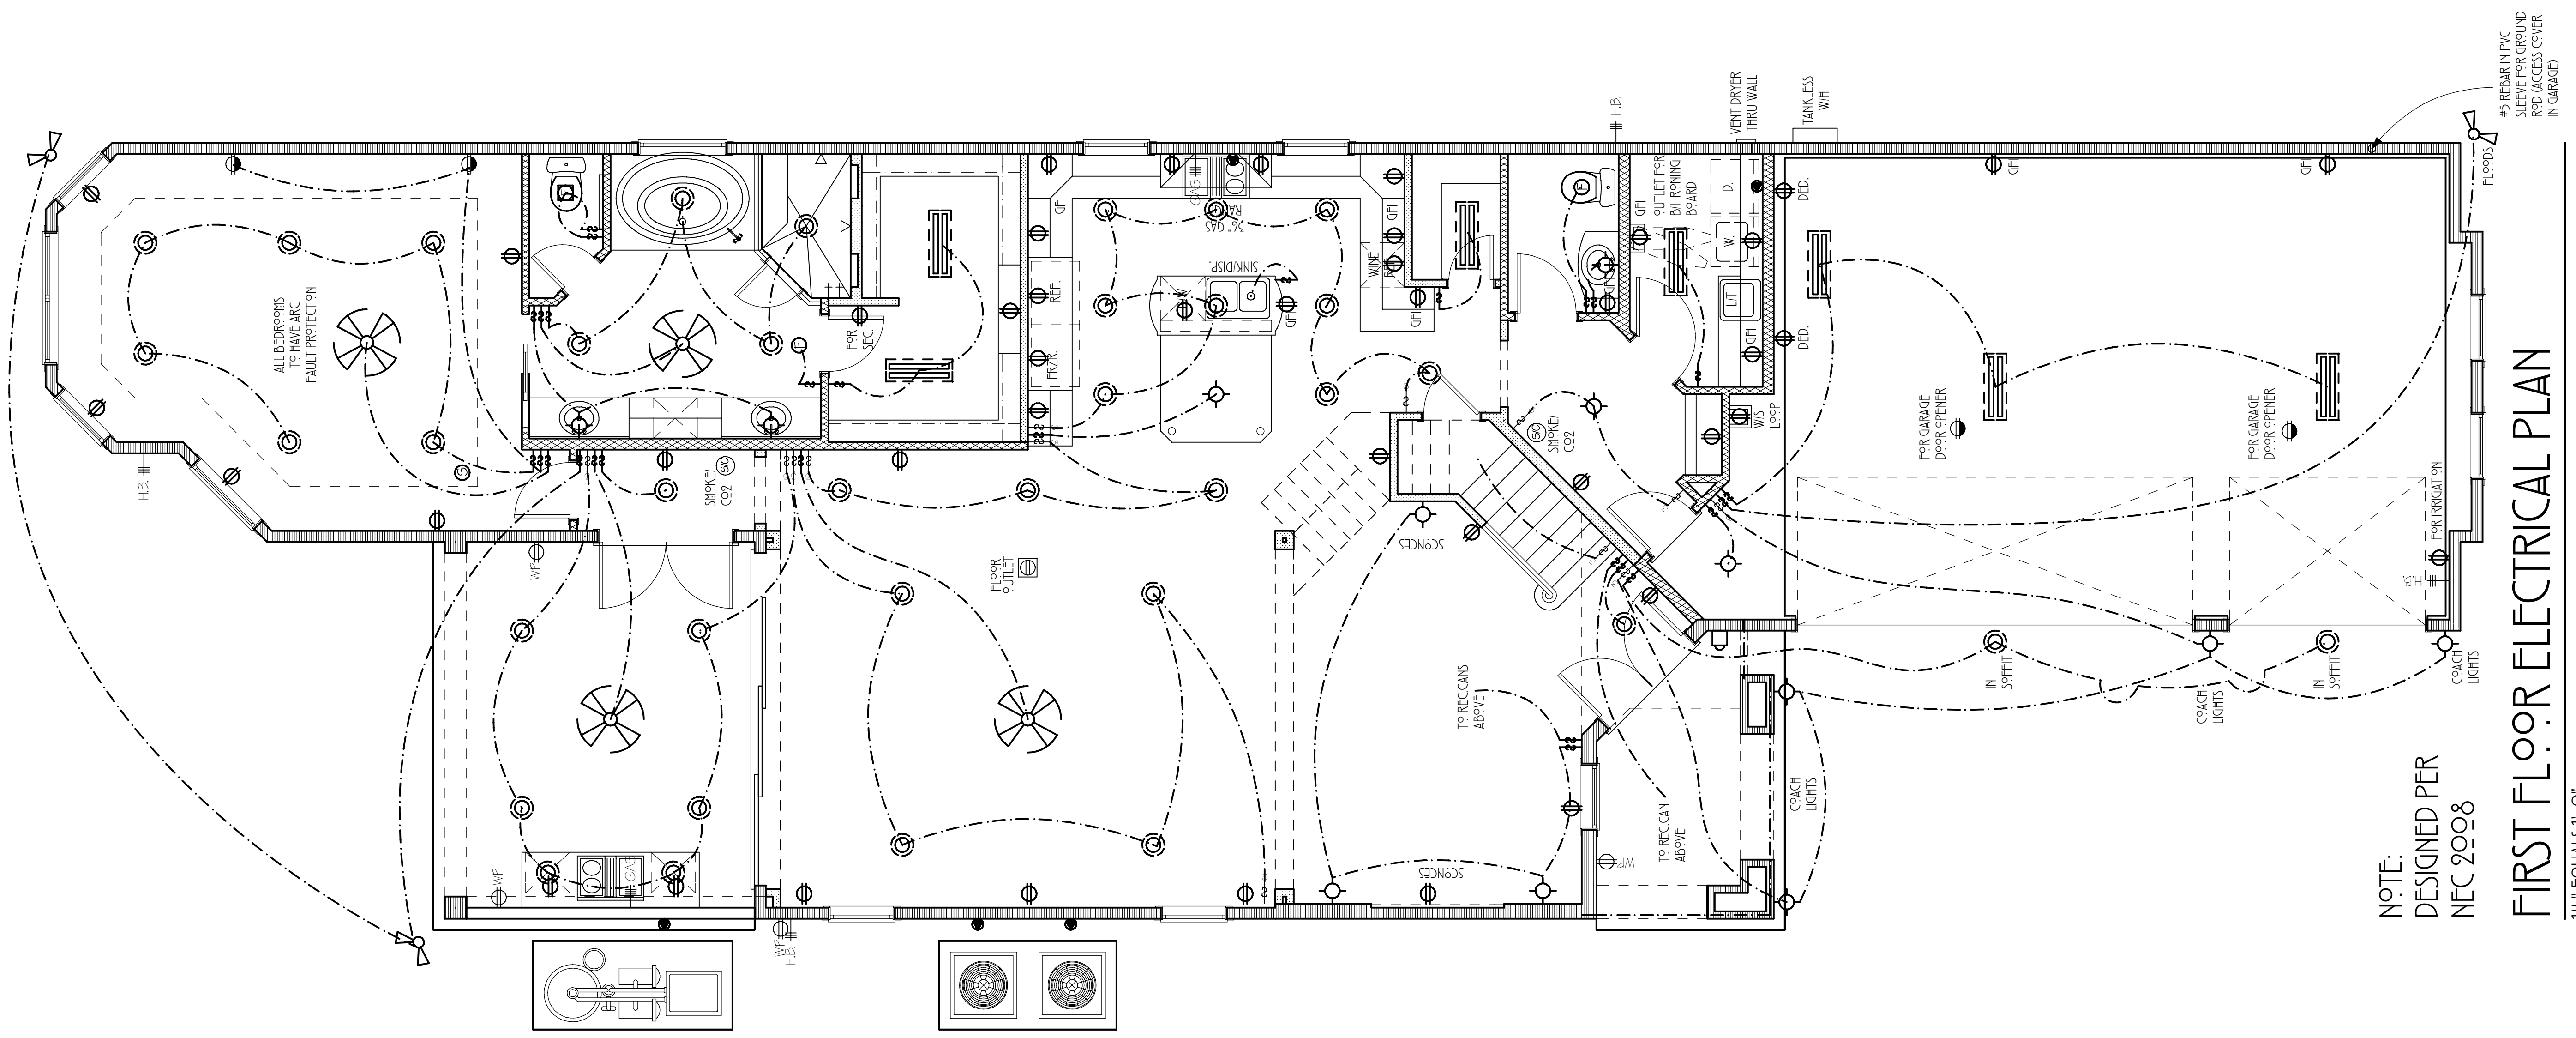 #5 REBAR IN PVC
SLEEVE FOR GROUND
ROD (ACCESS COVER
IN GARAGE)
FLOODS
VENT DRYER
THRU WALL
TANKLESS
W/H
H.B.
ALL BEDROOMS
TO HAVE ARC
FAULT PROTECTION
S
H.B.
F
F
FOR
SEC.
SMOKE/
CO2
S/C
GFI
REF.
FRZR.
GAS
36" GAS
RA
SINK/DISP.
GFI
WINE
GFI
GFI
F
GFI
OUTLET FOR
B/I IRONING
BOARD
D.
W.
L/T
GFI
DED.
DED.
SMOKE/
CO2
S/C
W/S
LOOP
GFI
GFI
FOR GARAGE
DOOR OPENER
FOR GARAGE
DOOR OPENER
FOR IRRIGATION
H.B.
WP
WP
GAS
WP
H.B.
FLOOR
OUTLET
SCONCES
SCONCES
TO REC.CANS
ABOVE
TO REC.CAN
ABOVE
WP
COACH
LIGHTS
IN
SOFFIT
COACH
LIGHTS
IN
SOFFIT
COACH
LIGHTS
NOTE:
DESIGNED PER
NEC 2008
FIRST FLOOR ELECTRICAL PLAN